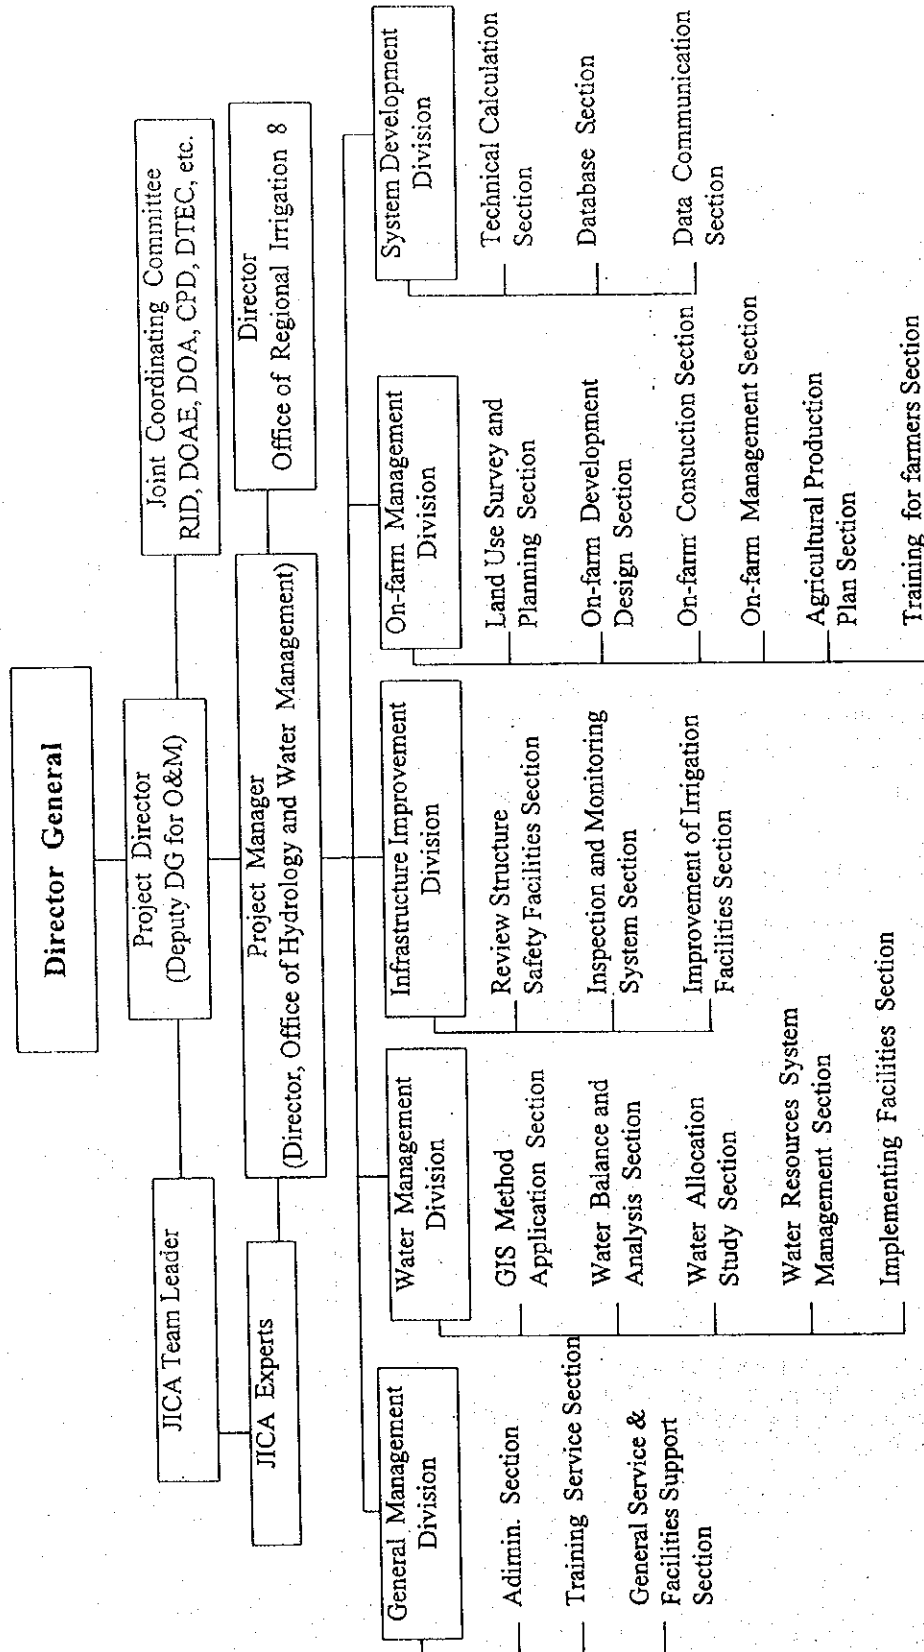 Director General
Project Director
(Deputy DG for O&M)
Joint Coordinating Committee
RID, DOAE, DOA, CPD, DTEC, etc.
JICA Team Leader
Project Manager
(Director, Office of Hydrology and Water Management)
Director
Office of Regional Irrigation 8
JICA Experts
General Management
Division
Adimin. Section
Training Service Section
General Service &
Facilities Support
Section
Water Management
Division
GIS Method
Application Section
Water Balance and
Analysis Section
Water Allocation
Study Section
Water Resources System
Management Section
Implementing Facilities Section
Infrastructure Improvement
Division
Review Structure
Safety Facilities Section
Inspection and Monitoring
System Section
Improvement of Irrigation
Facilities Section
On-farm Management
Division
Land Use Survey and
Planning Section
On-farm Development
Design Section
On-farm Constuction Section
On-farm Management Section
Agricultural Production
Plan Section
Training for farmers Section
System Development
Division
Technical Calculation
Section
Database Section
Data Communication
Section